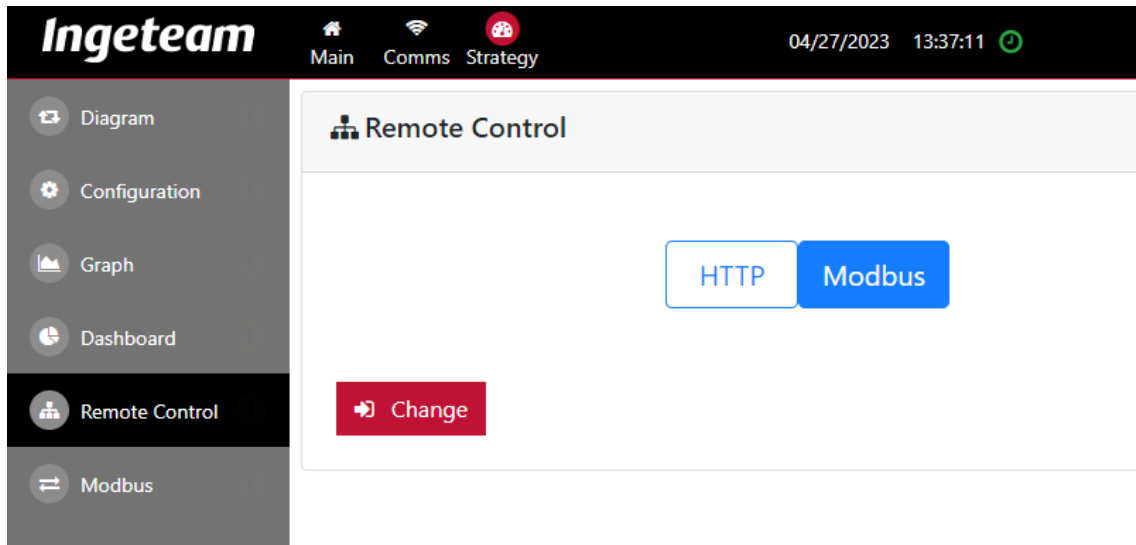 Ingeteam
Main Comms Strategy
04/27/2023 13:37:11
Diagram
Configuration
Graph
Dashboard
Remote Control
Modbus
Remote Control
HTTP Modbus
Change